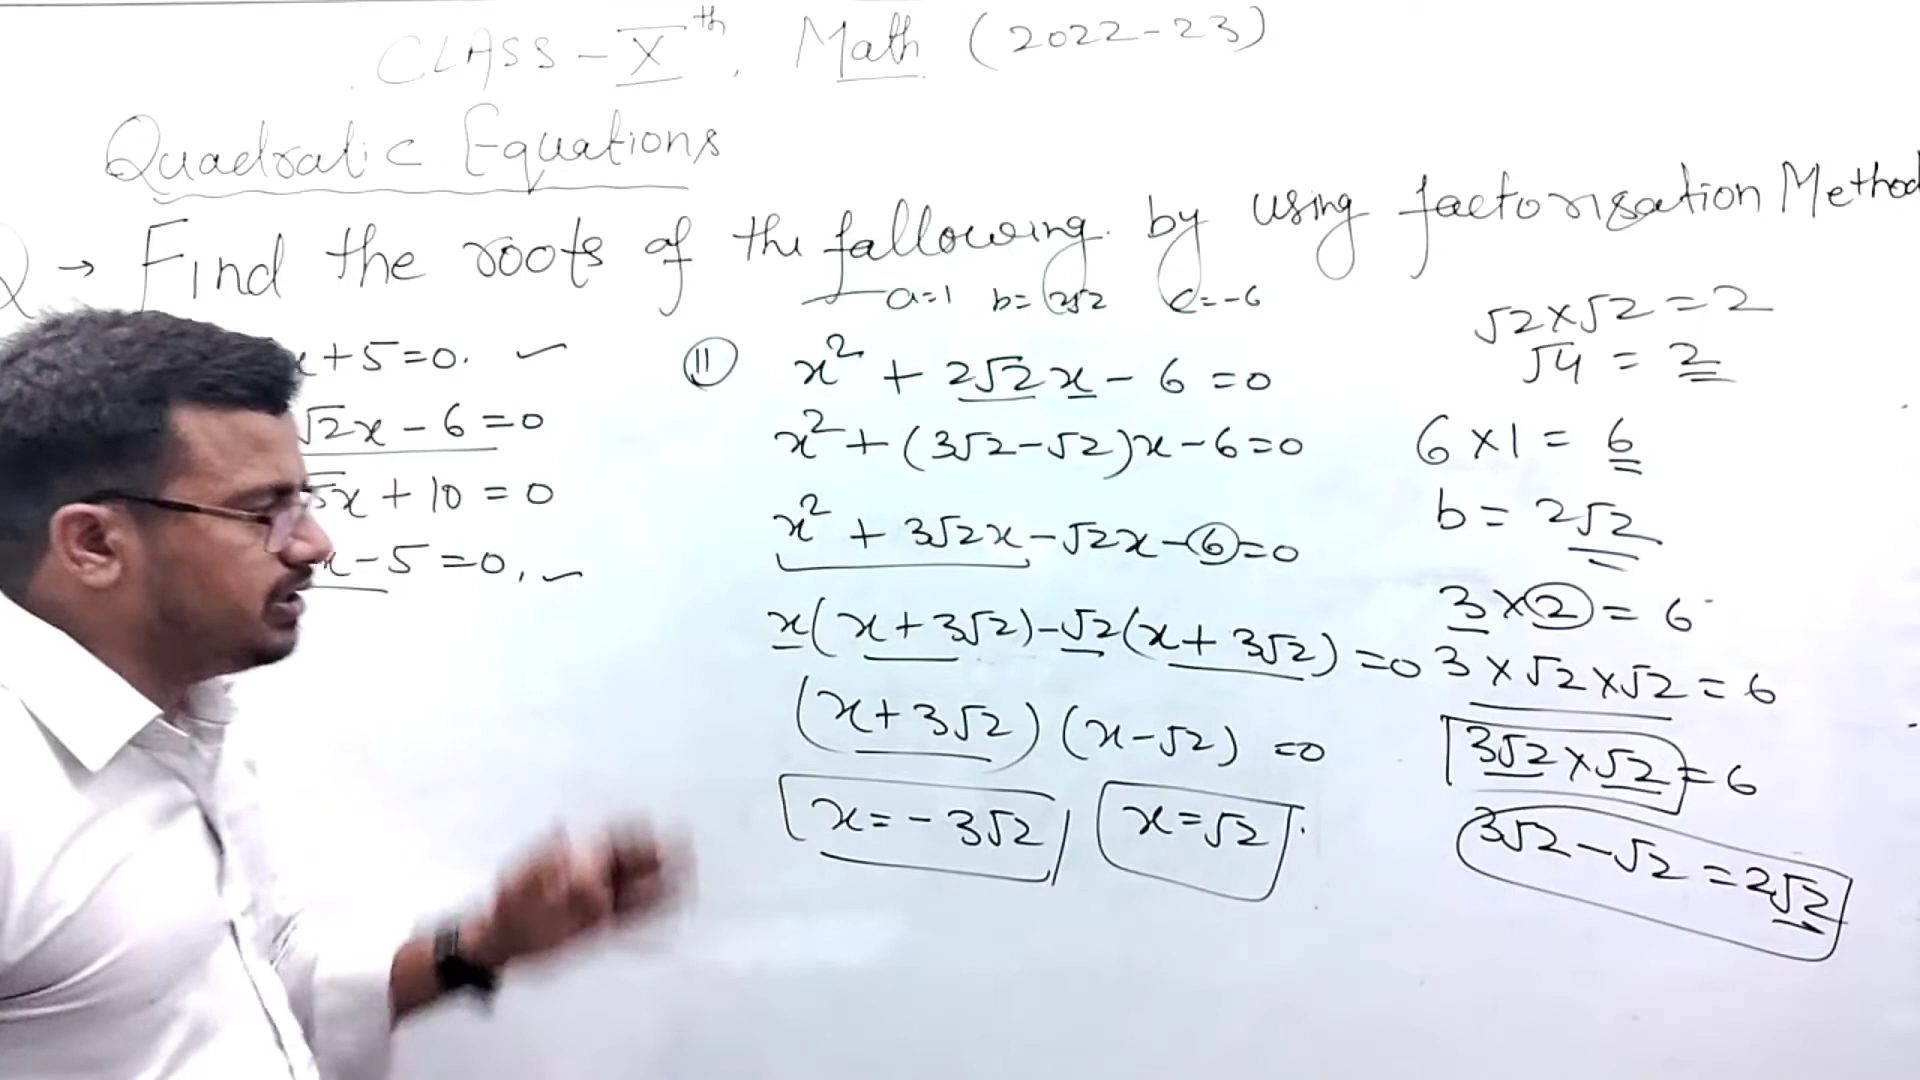 CLASS - Xth, Math (2022-23)
Quadratic Equations
Q → Find the roots of the fallowing by using factorisation Method
a=1 b=2√2 c=-6
x+5=0.
√2x-6=0
5x+10=0
x-5=0,
(ii) x²+2√2x-6=0
x²+(3√2-√2)x-6=0
x²+3√2x-√2x-6=0
x(x+3√2)-√2(x+3√2)=0
(x+3√2)(x-√2)=0
x=-3√2 / x=√2
√2×√2=2
√4=2
6×1=6
b=2√2
3×2=6
3×√2×√2=6
3√2×√2=6
3√2-√2=2√2